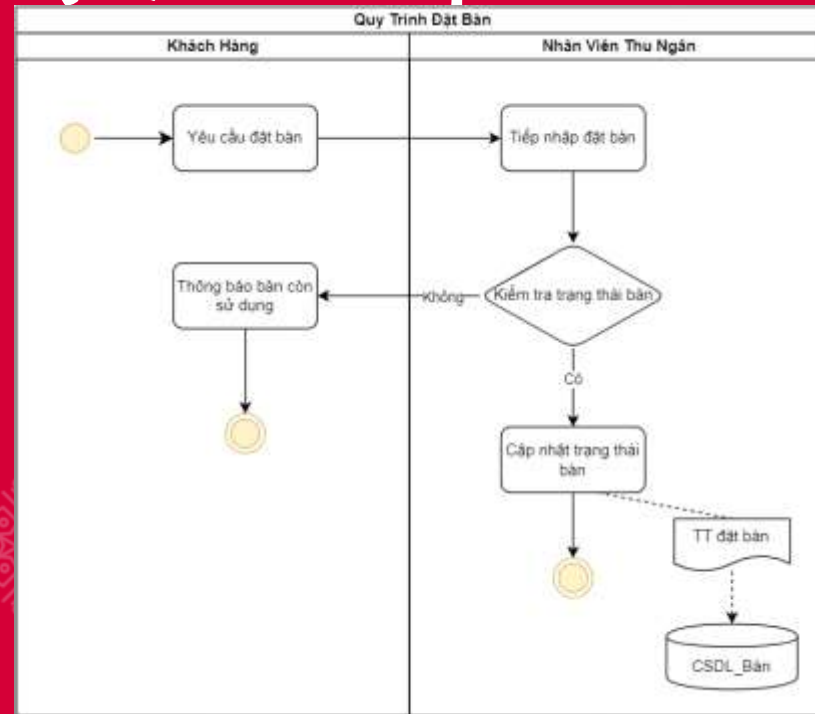 Quy Trình Đặt Bàn
Khách Hàng
Nhân Viên Thu Ngân
Yêu cầu đặt bàn
Tiếp nhập đặt bàn
Thông báo bàn còn
sử dụng
Không
Kiểm tra trạng thái bàn
Có
Cập nhật trạng thái
bàn
TT đặt bàn
CSDL_Bàn